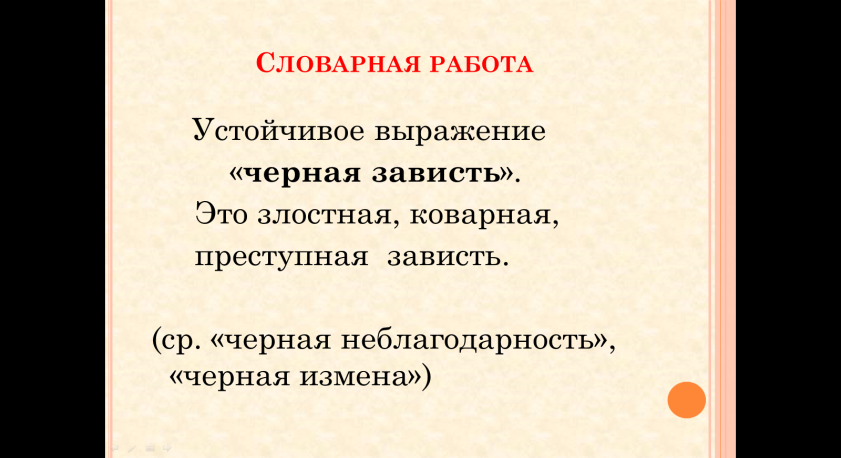 Словарная работа
Устойчивое выражение
«черная зависть».
Это злостная, коварная,
преступная зависть.
(ср. «черная неблагодарность»,
«черная измена»)